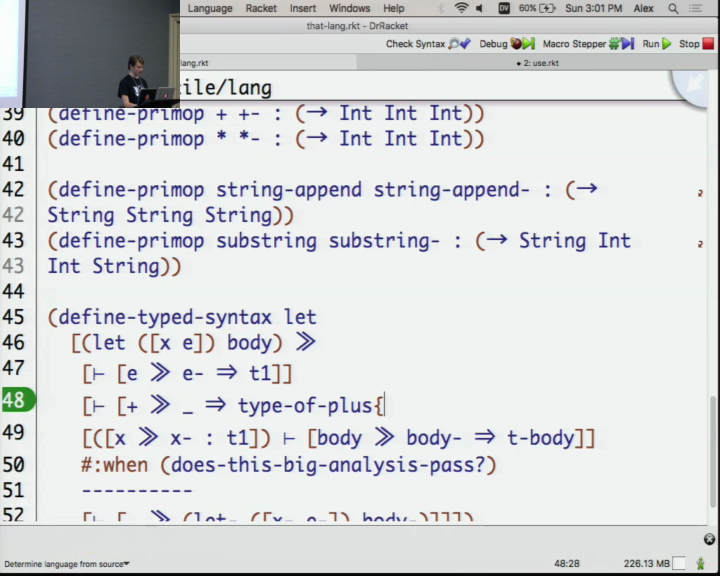 Language Racket Insert Windows Help 60% Sun 3:01 PM Alex
that-lang.rkt - DrRacket
Check Syntax Debug Macro Stepper Run Stop
lang.rkt • 2: use.rkt
ile/lang
39 (define-primop + +- : (→ Int Int Int))
40 (define-primop * *- : (→ Int Int Int))
41
42 (define-primop string-append string-append- : (→
42 String String String))
43 (define-primop substring substring- : (→ String Int
43 Int String))
44
45 (define-typed-syntax let
46 [(let ([x e]) body) ≫
47 [⊢ [e ≫ e- ⇒ t1]]
48 [⊢ [+ ≫ _ ⇒ type-of-plus{
49 [([x ≫ x- : t1]) ⊢ [body ≫ body- ⇒ t-body]]
50 #:when (does-this-big-analysis-pass?)
51 ----------
52 (let- ([x- e-]) body-)]]])
Determine language from source 48:28 226.13 MB